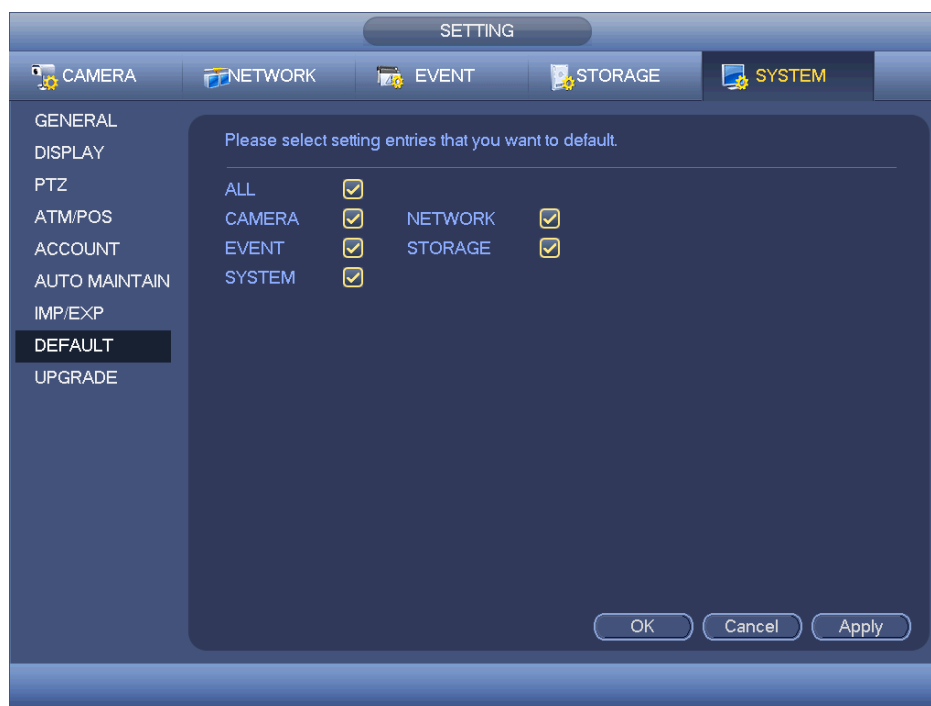 SETTING
CAMERA NETWORK EVENT STORAGE SYSTEM
GENERAL
DISPLAY
PTZ
ATM/POS
ACCOUNT
AUTO MAINTAIN
IMP/EXP
DEFAULT
UPGRADE
Please select setting entries that you want to default.
ALL
CAMERA NETWORK
EVENT STORAGE
SYSTEM
OK Cancel Apply